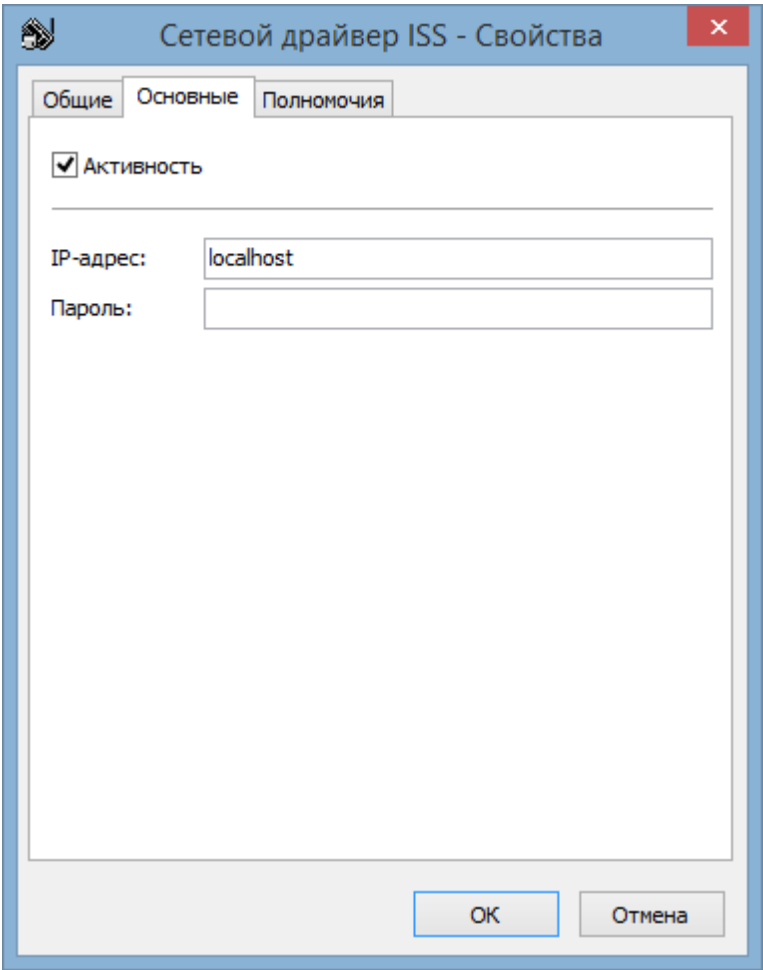 Сетевой драйвер ISS - Свойства
Общие Основные Полномочия
Активность
IP-адрес: localhost
Пароль:
OK Отмена